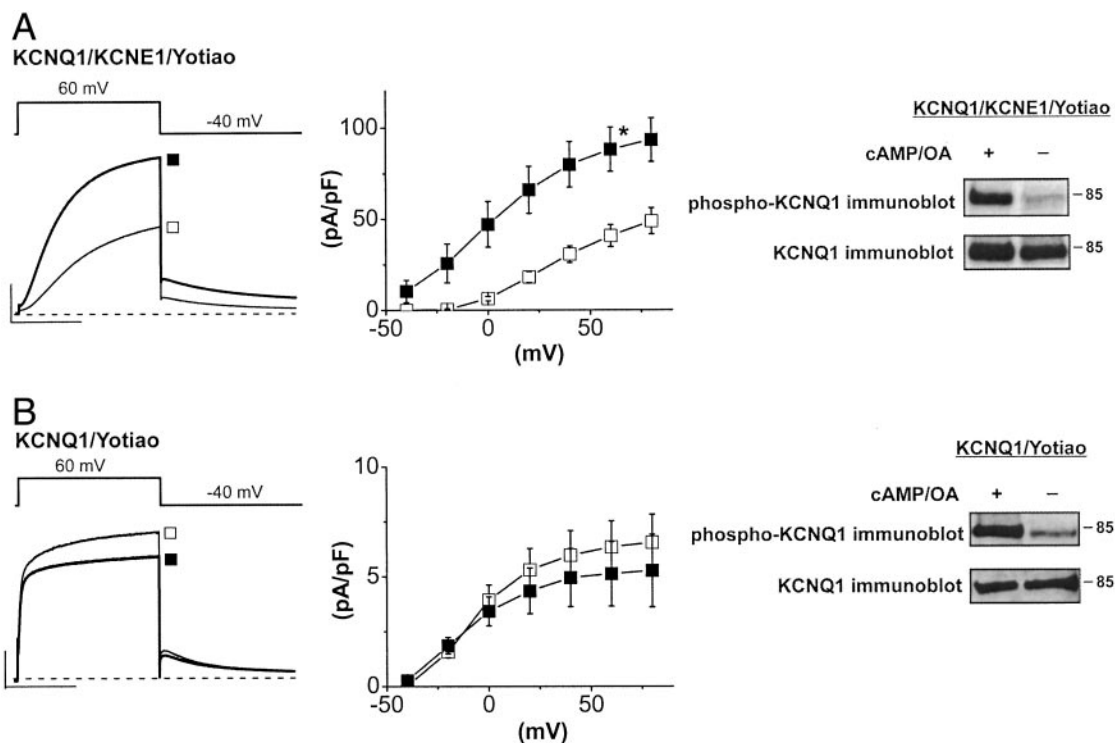 A
KCNQ1/KCNE1/Yotiao
60 mV
-40 mV
100
50
0
(pA/pF)
-50 0 50
(mV)
*
KCNQ1/KCNE1/Yotiao
cAMP/OA + –
phospho-KCNQ1 immunoblot –85
KCNQ1 immunoblot –85
B
KCNQ1/Yotiao
60 mV
-40 mV
10
5
0
(pA/pF)
-50 0 50
(mV)
KCNQ1/Yotiao
cAMP/OA + –
phospho-KCNQ1 immunoblot –85
KCNQ1 immunoblot –85